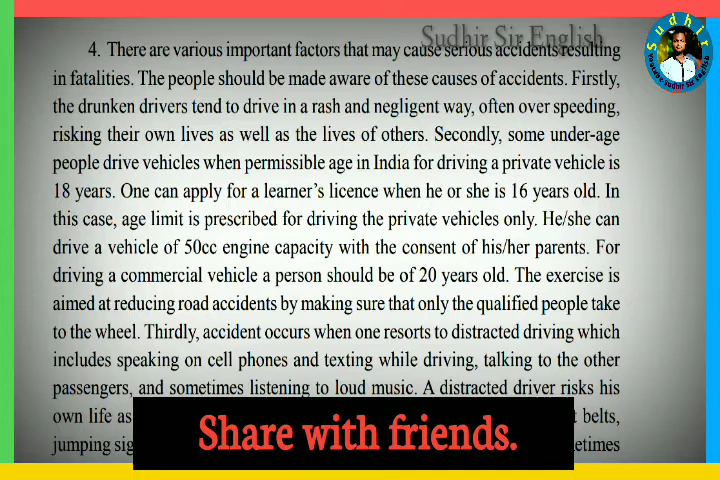 Sudhir Sir English
4. There are various important factors that may cause serious accidents resulting
in fatalities. The people should be made aware of these causes of accidents. Firstly,
the drunken drivers tend to drive in a rash and negligent way, often over speeding,
risking their own lives as well as the lives of others. Secondly, some under-age
people drive vehicles when permissible age in India for driving a private vehicle is
18 years. One can apply for a learner's licence when he or she is 16 years old. In
this case, age limit is prescribed for driving the private vehicles only. He/she can
drive a vehicle of 50cc engine capacity with the consent of his/her parents. For
driving a commercial vehicle a person should be of 20 years old. The exercise is
aimed at reducing road accidents by making sure that only the qualified people take
to the wheel. Thirdly, accident occurs when one resorts to distracted driving which
includes speaking on cell phones and texting while driving, talking to the other
passengers, and sometimes listening to loud music. A distracted driver risks his
own life as belts,
jumping
Share with friends.
Sudhir
Youtube Sudhir Sir English